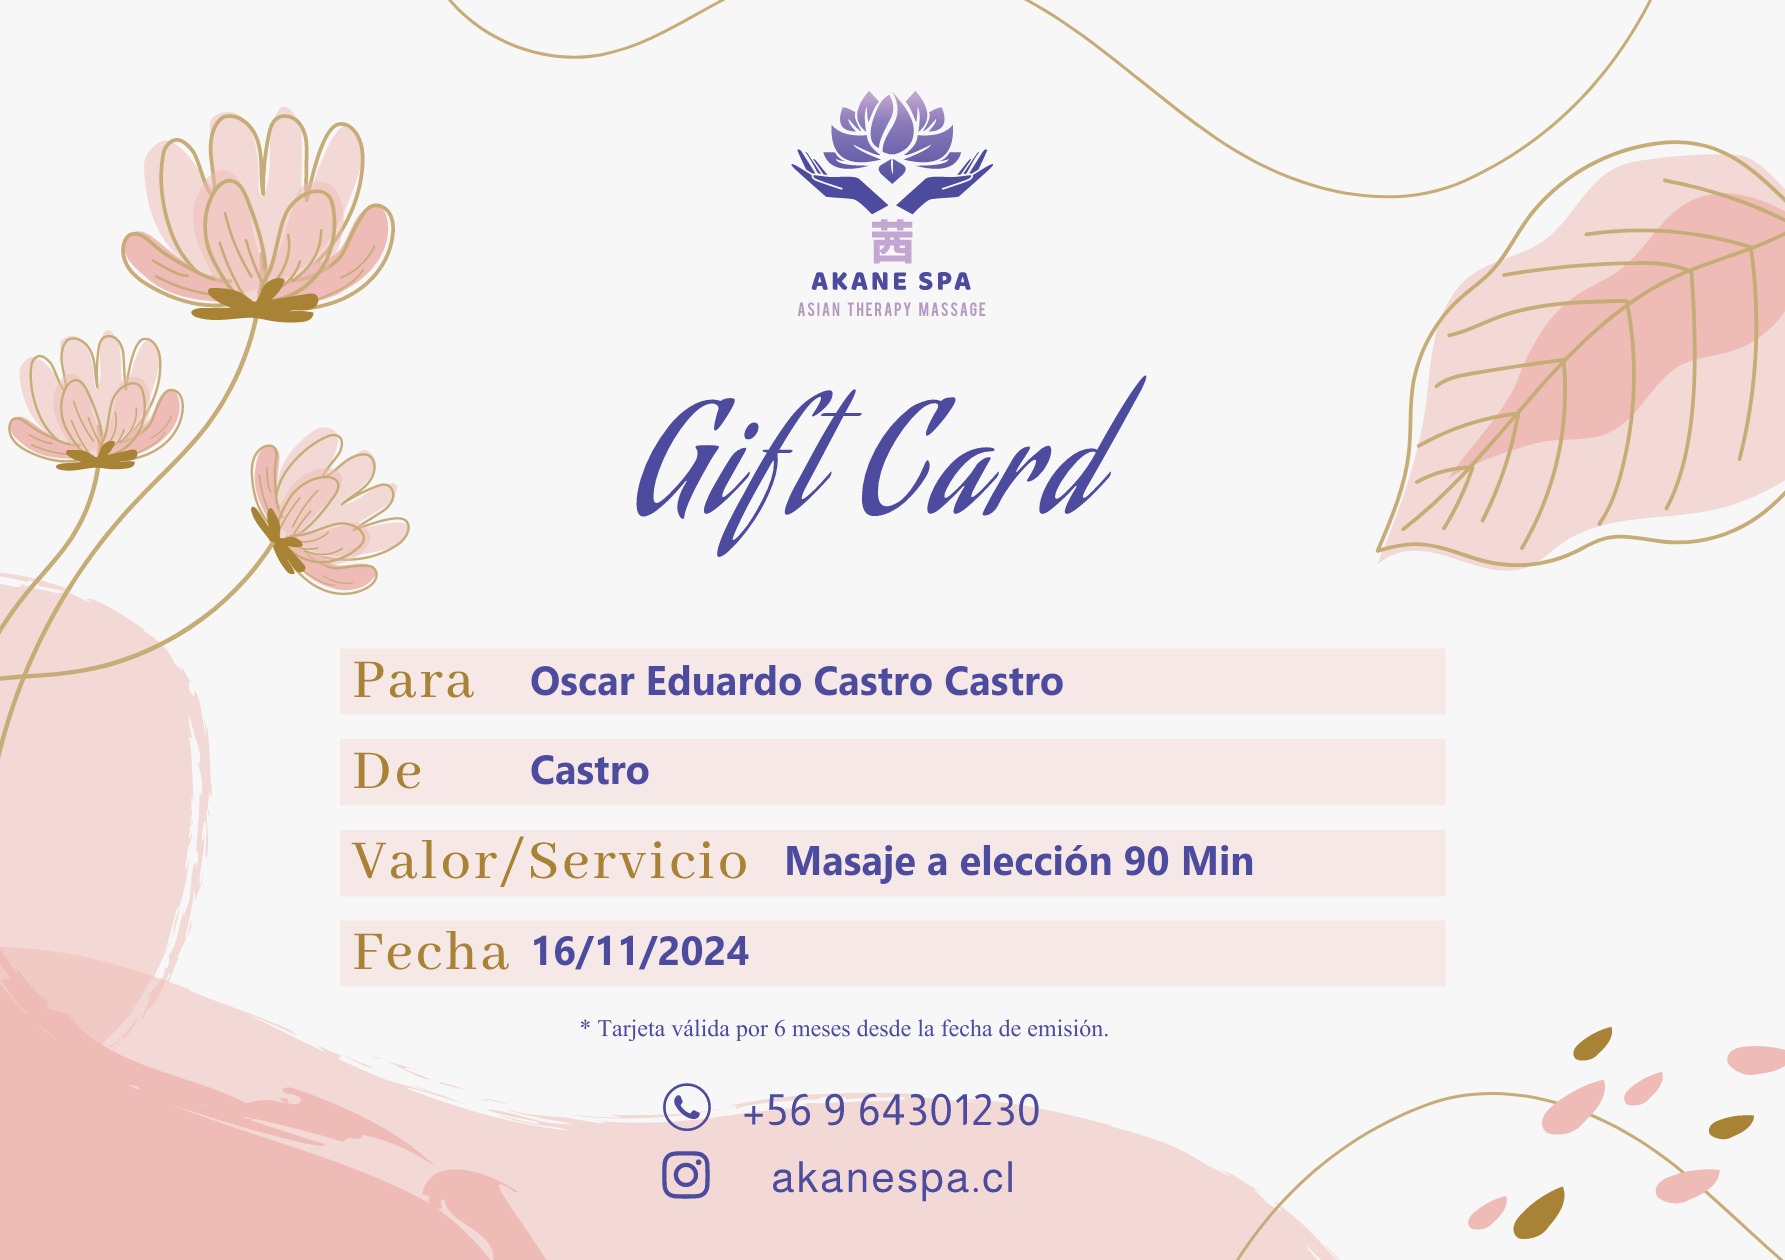 茜
AKANE SPA
ASIAN THERAPY MASSAGE
Gift Card
Para Oscar Eduardo Castro Castro
De Castro
Valor/Servicio Masaje a elección 90 Min
Fecha 16/11/2024
* Tarjeta válida por 6 meses desde la fecha de emisión.
+56 9 64301230
akanespa.cl